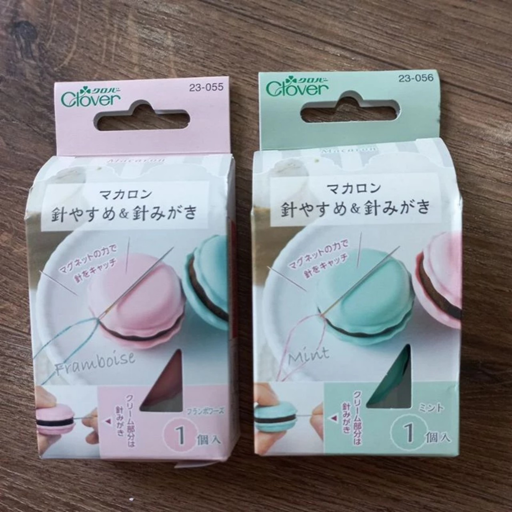 クロバー
Clover
23-055
Macaron
マカロン
針やすめ&針みがき
マグネットの力で
針をキャッチ
Framboise
クリーム部分は
針みがき
フランボワーズ
1個入
クロバー
Clover
23-056
Macaron
マカロン
針やすめ&針みがき
マグネットの力で
針をキャッチ
Mint
クリーム部分は
針みがき
ミント
1個入